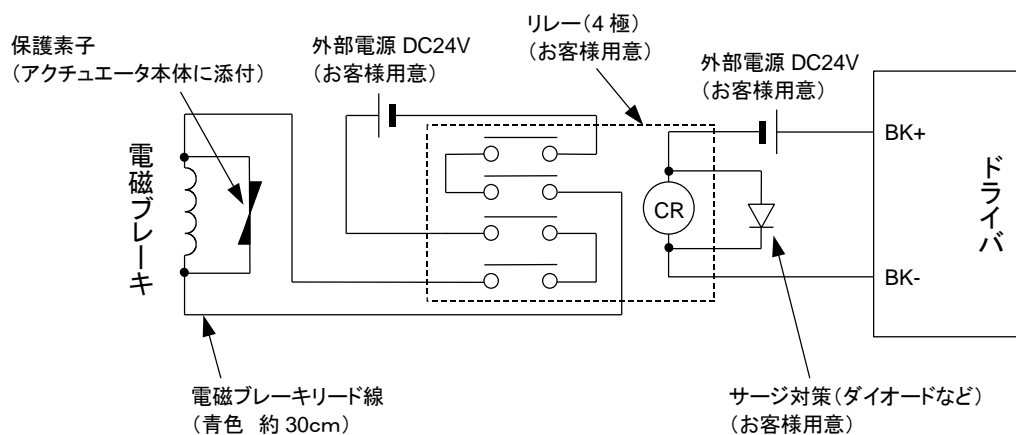 リレー(4 極)
(お客様用意)
保護素子
(アクチュエータ本体に添付)
外部電源 DC24V
(お客様用意)
外部電源 DC24V
(お客様用意)
電磁ブレーキ
CR
BK+
BK-
ドライバ
電磁ブレーキリード線
(青色 約 30cm)
サージ対策(ダイオードなど)
(お客様用意)